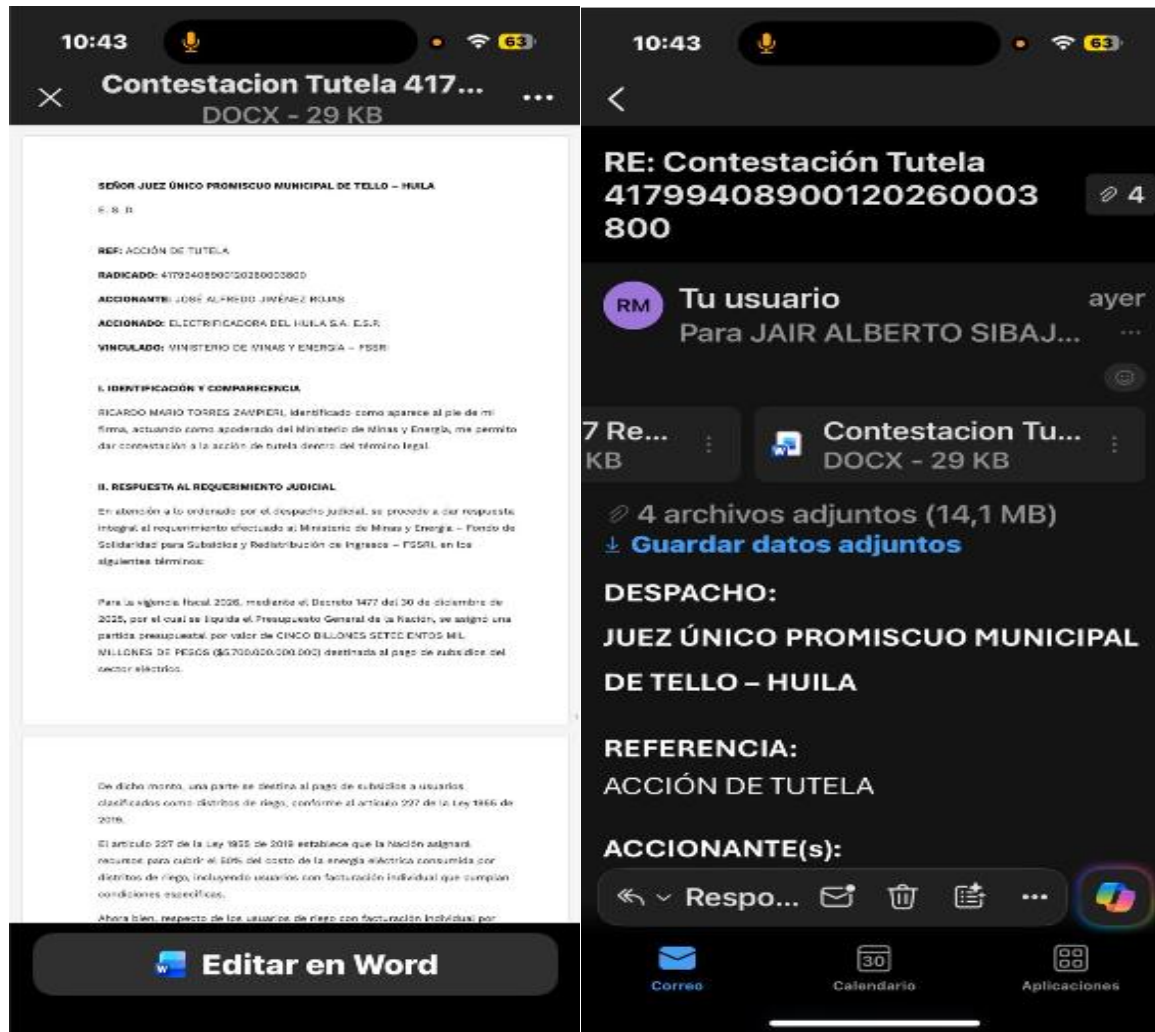 10:43
63
Contestacion Tutela 417...
DOCX - 29 KB
SEÑOR JUEZ ÚNICO PROMISCUO MUNICIPAL DE TELLO – HUILA
E. S. D.
REF: ACCIÓN DE TUTELA
RADICADO: 41799408900120260003800
ACCIONANTE: JOSÉ ALFREDO JIMÉNEZ ROJAS
ACCIONADO: ELECTRIFICADORA DEL HUILA S.A. E.S.P.
VINCULADO: MINISTERIO DE MINAS Y ENERGÍA – FSSRI
I. IDENTIFICACIÓN Y COMPARECENCIA
RICARDO MARIO TORRES ZAMPIERI, identificado como aparece al pie de mi
firma, actuando como apoderado del Ministerio de Minas y Energía, me permito
dar contestación a la acción de tutela dentro del término legal.
II. RESPUESTA AL REQUERIMIENTO JUDICIAL
En atención a lo ordenado por el despacho judicial, se procede a dar respuesta
integral al requerimiento efectuado al Ministerio de Minas y Energía – Fondo de
Solidaridad para Subsidios y Redistribución de Ingresos – FSSRI, en los
siguientes términos:
Para la vigencia fiscal 2026, mediante el Decreto 1477 del 30 de diciembre de
2025, por el cual se liquida el Presupuesto General de la Nación, se asignó una
partida presupuestal por valor de CINCO BILLONES SETECIENTOS MIL
MILLONES DE PESOS ($5.700.000.000.000) destinada al pago de subsidios del
sector eléctrico.
De dicho monto, una parte se destina al pago de subsidios a usuarios
clasificados como distritos de riego, conforme al artículo 227 de la Ley 1955 de
2019.
El artículo 227 de la Ley 1955 de 2019 establece que la Nación asignará
recursos para cubrir el 50% del costo de la energía eléctrica consumida por
distritos de riego, incluyendo usuarios con facturación individual que cumplan
condiciones específicas.
Ahora bien, respecto de los usuarios de riego con facturación individual por
Editar en Word
10:43
63
RE: Contestación Tutela
41799408900120260003
800
4
RM
Tu usuario
ayer
Para JAIR ALBERTO SIBAJ...
7 Re...
KB
Contestacion Tu...
DOCX - 29 KB
4 archivos adjuntos (14,1 MB)
Guardar datos adjuntos
DESPACHO:
JUEZ ÚNICO PROMISCUO MUNICIPAL
DE TELLO – HUILA
REFERENCIA:
ACCIÓN DE TUTELA
ACCIONANTE(s):
Respo...
30
Correo
Calendario
Aplicaciones